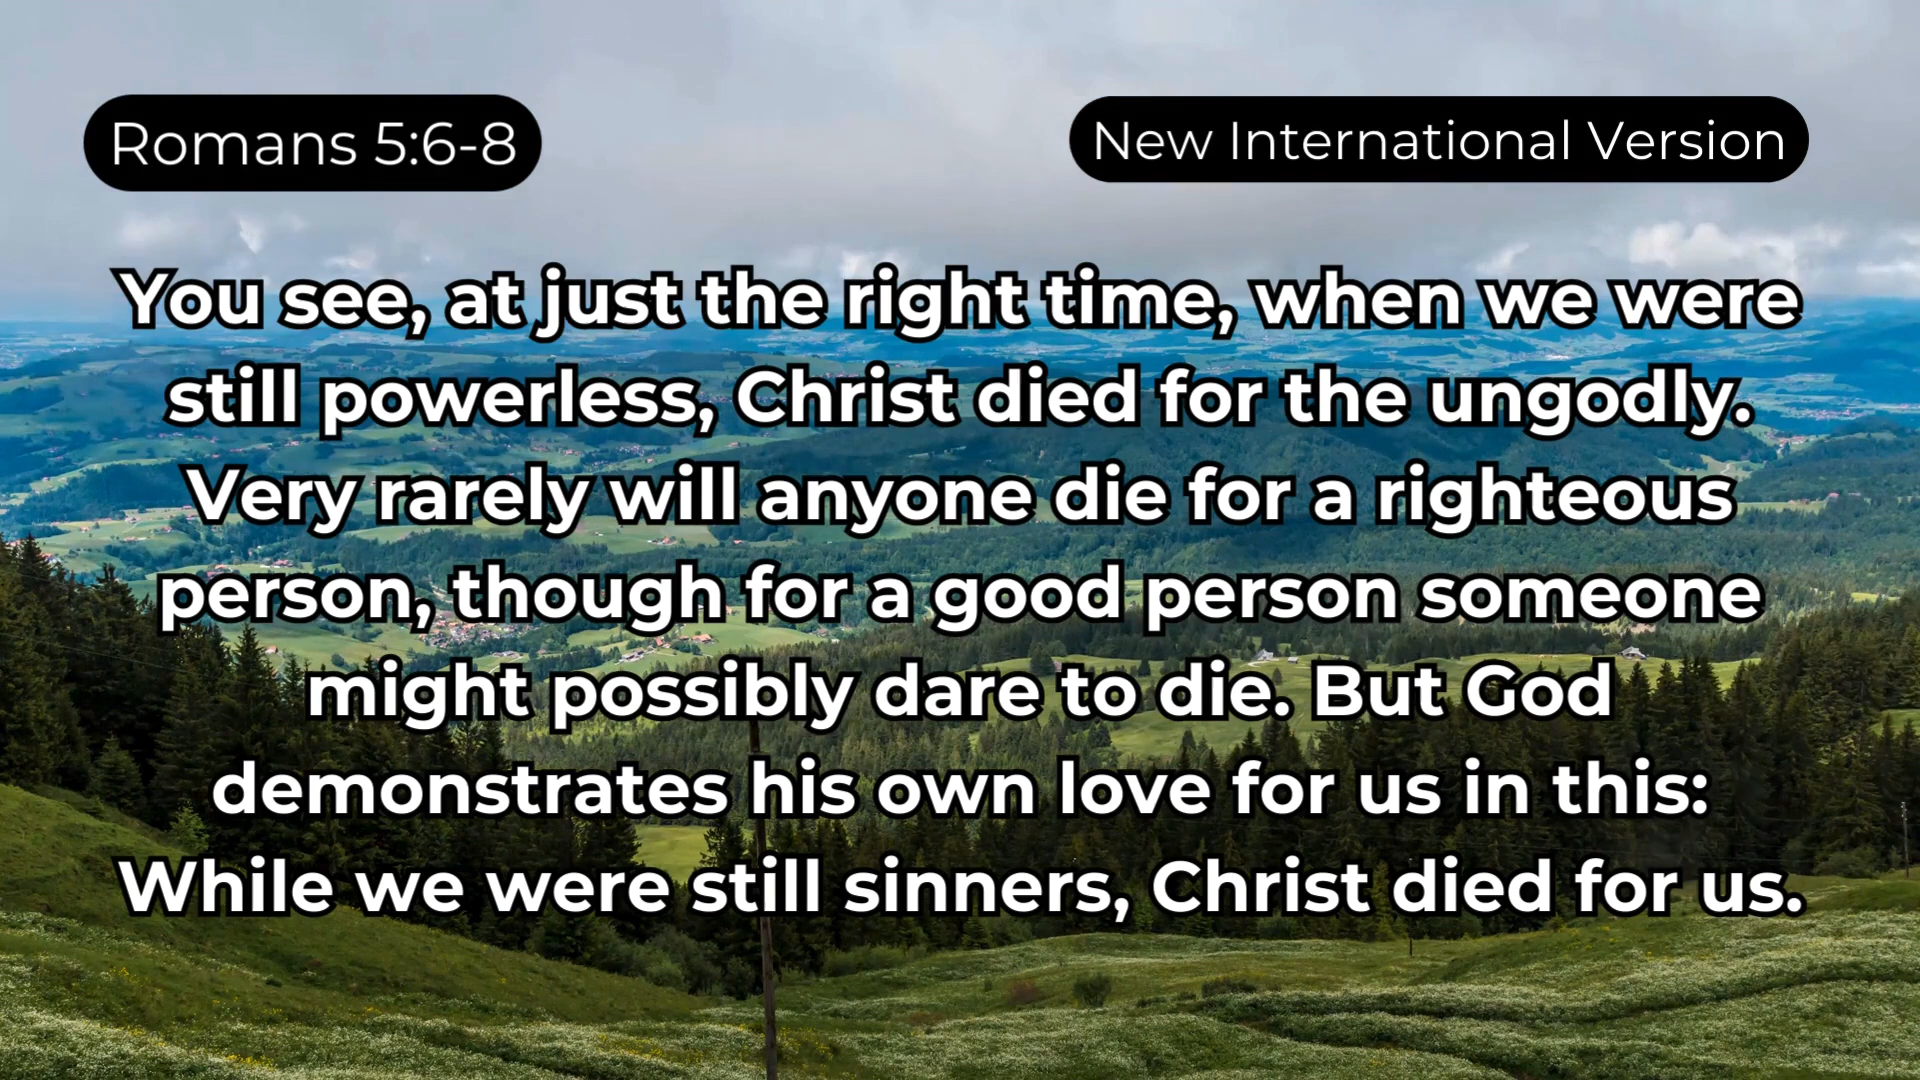 Romans 5:6-8
New International Version
You see, at just the right time, when we were
still powerless, Christ died for the ungodly.
Very rarely will anyone die for a righteous
person, though for a good person someone
might possibly dare to die. But God
demonstrates his own love for us in this:
While we were still sinners, Christ died for us.